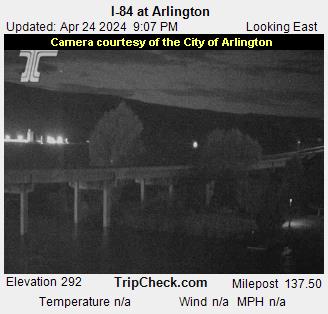 I-84 at Arlington
Updated: Apr 24 2024 9:07 PM Looking East
Camera courtesy of the City of Arlington
Elevation 292 TripCheck.com Milepost 137.50
Temperature n/a Wind n/a MPH n/a